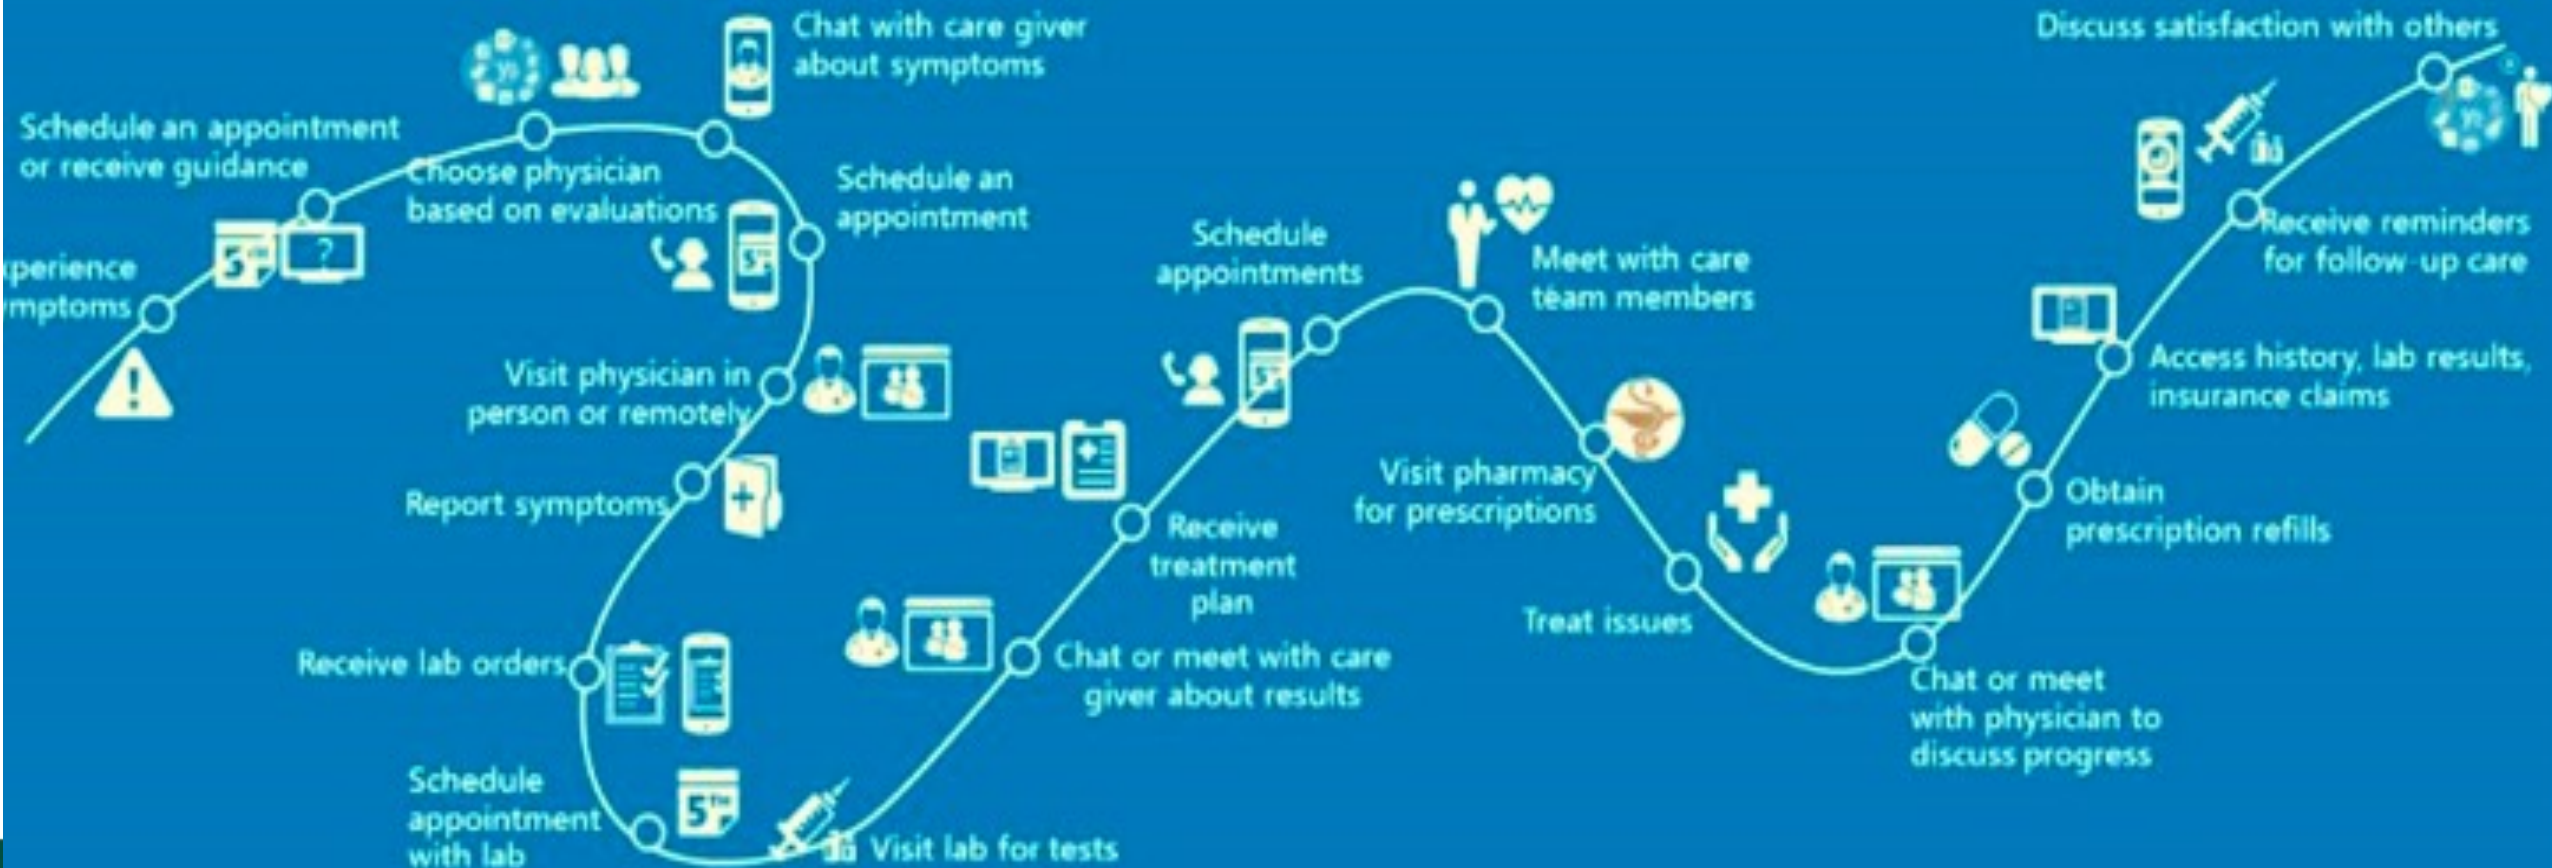 xperience
mptoms
Schedule an appointment
or receive guidance
5TH
?
Choose physician
based on evaluations
Chat with care giver
about symptoms
Schedule an
appointment
Visit physician in
person or remotely
Report symptoms
Receive lab orders
Schedule
appointment
with lab
5TH
Visit lab for tests
Chat or meet with care
giver about results
Receive
treatment
plan
Schedule
appointments
Meet with care
team members
Visit pharmacy
for prescriptions
Treat issues
Chat or meet
with physician to
discuss progress
Obtain
prescription refills
Access history, lab results,
insurance claims
Receive reminders
for follow-up care
Discuss satisfaction with others